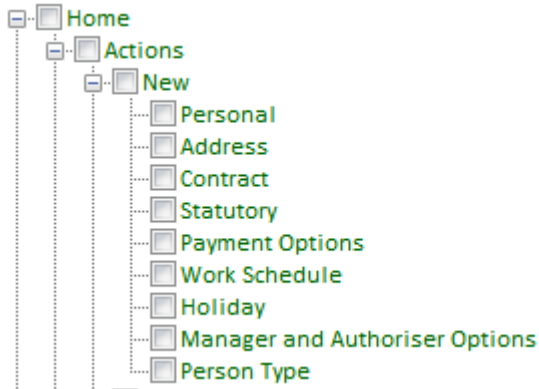 Home
Actions
New
Personal
Address
Contract
Statutory
Payment Options
Work Schedule
Holiday
Manager and Authoriser Options
Person Type